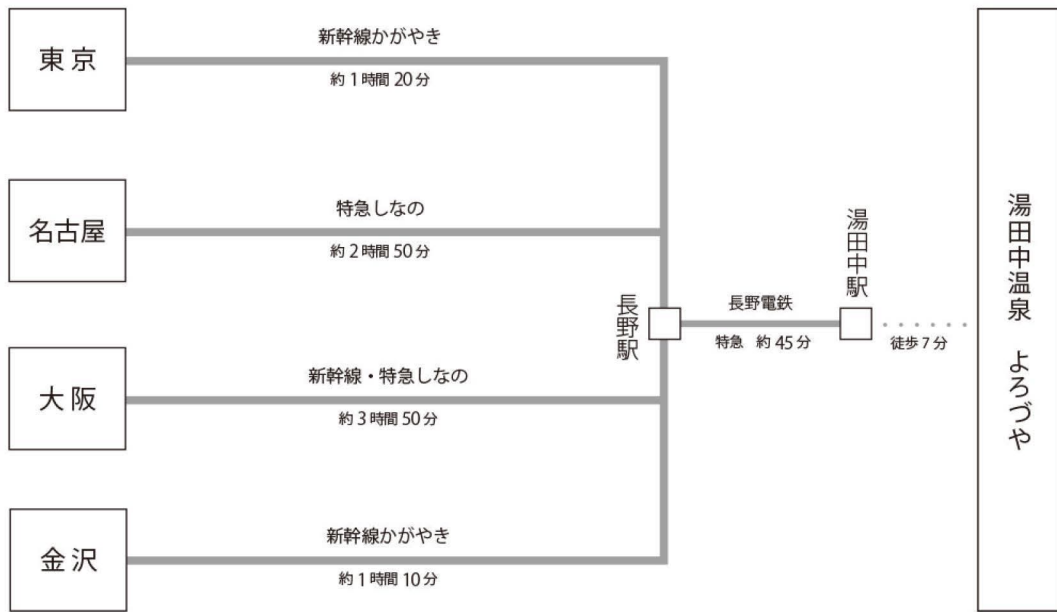 東京
新幹線かがやき
約1時間20分
名古屋
特急しなの
約2時間50分
大阪
新幹線・特急しなの
約3時間50分
金沢
新幹線かがやき
約1時間10分
長野駅
長野電鉄
特急 約45分
湯田中駅
徒歩7分
湯田中温泉 よろづや